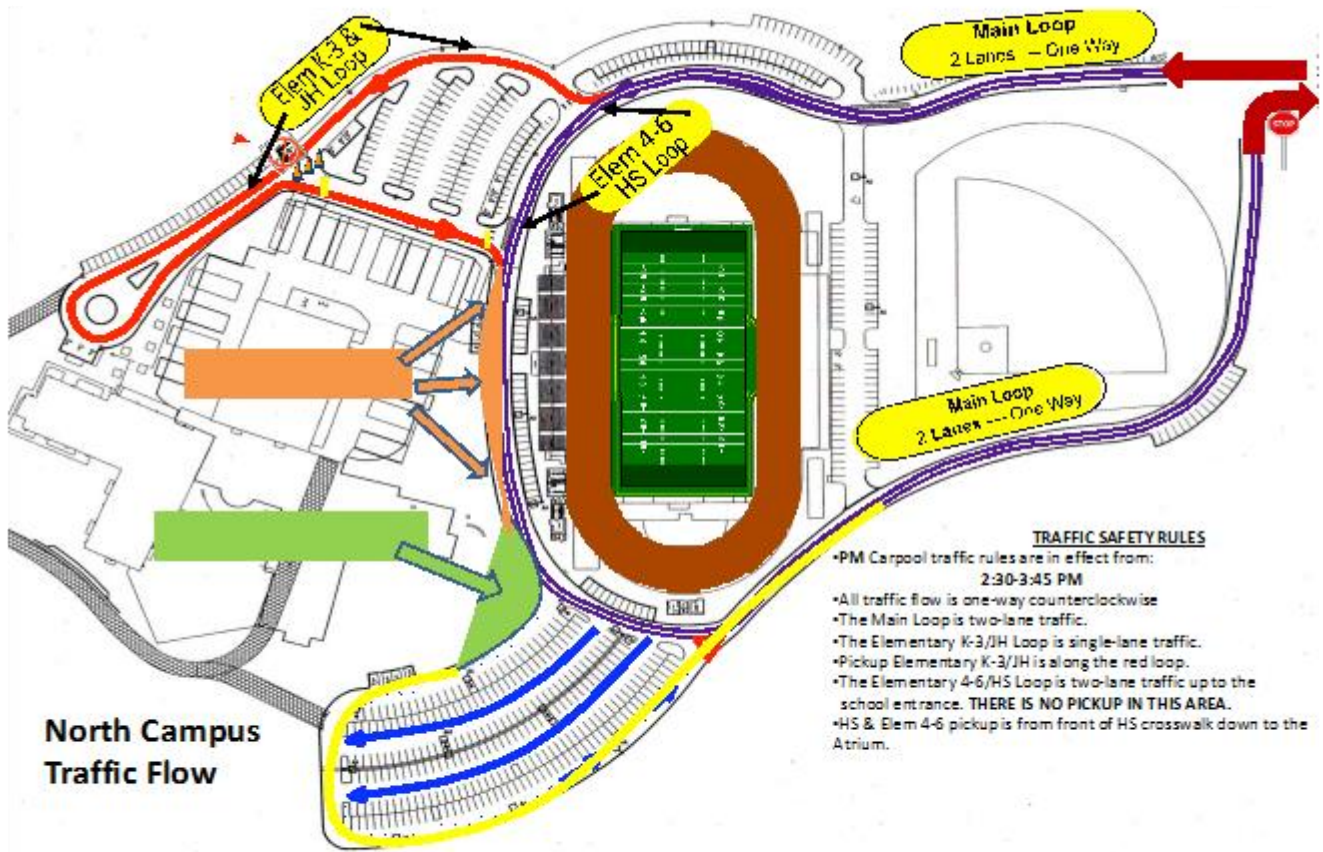 Main Loop
2 Lanes --- One Way
Elem K-3 &
JH Loop
Elem 4-6
HS Loop
STOP
Main Loop
2 Lanes --- One Way
TRAFFIC SAFETY RULES
•PM Carpool traffic rules are in effect from:
2:30-3:45 PM
•All traffic flow is one-way counterclockwise
•The Main Loop is two-lane traffic.
•The Elementary K-3/JH Loop is single-lane traffic.
•Pickup Elementary K-3/JH is along the red loop.
•The Elementary 4-6/HS Loop is two-lane traffic up to the
school entrance. THERE IS NO PICKUP IN THIS AREA.
•HS & Elem 4-6 pickup is from front of HS crosswalk down to the
Atrium.
North Campus
Traffic Flow